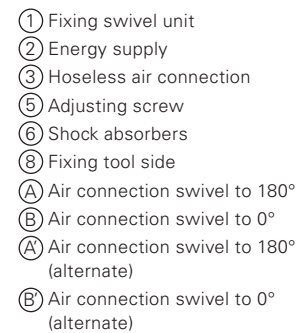 ① Fixing swivel unit
② Energy supply
③ Hoseless air connection
⑤ Adjusting screw
⑥ Shock absorbers
⑧ Fixing tool side
Ⓐ Air connection swivel to 180°
Ⓑ Air connection swivel to 0°
A' Air connection swivel to 180°
(alternate)
B' Air connection swivel to 0°
(alternate)